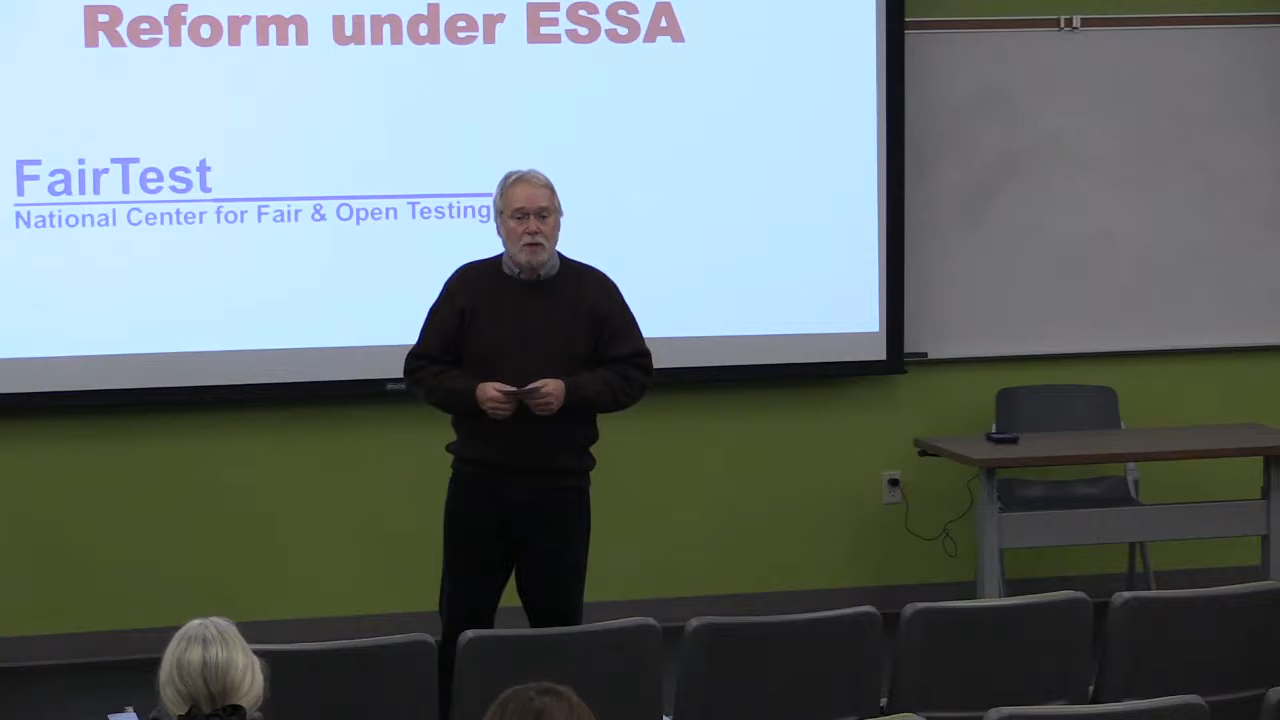 Reform under ESSA
FairTest
National Center for Fair & Open Testing